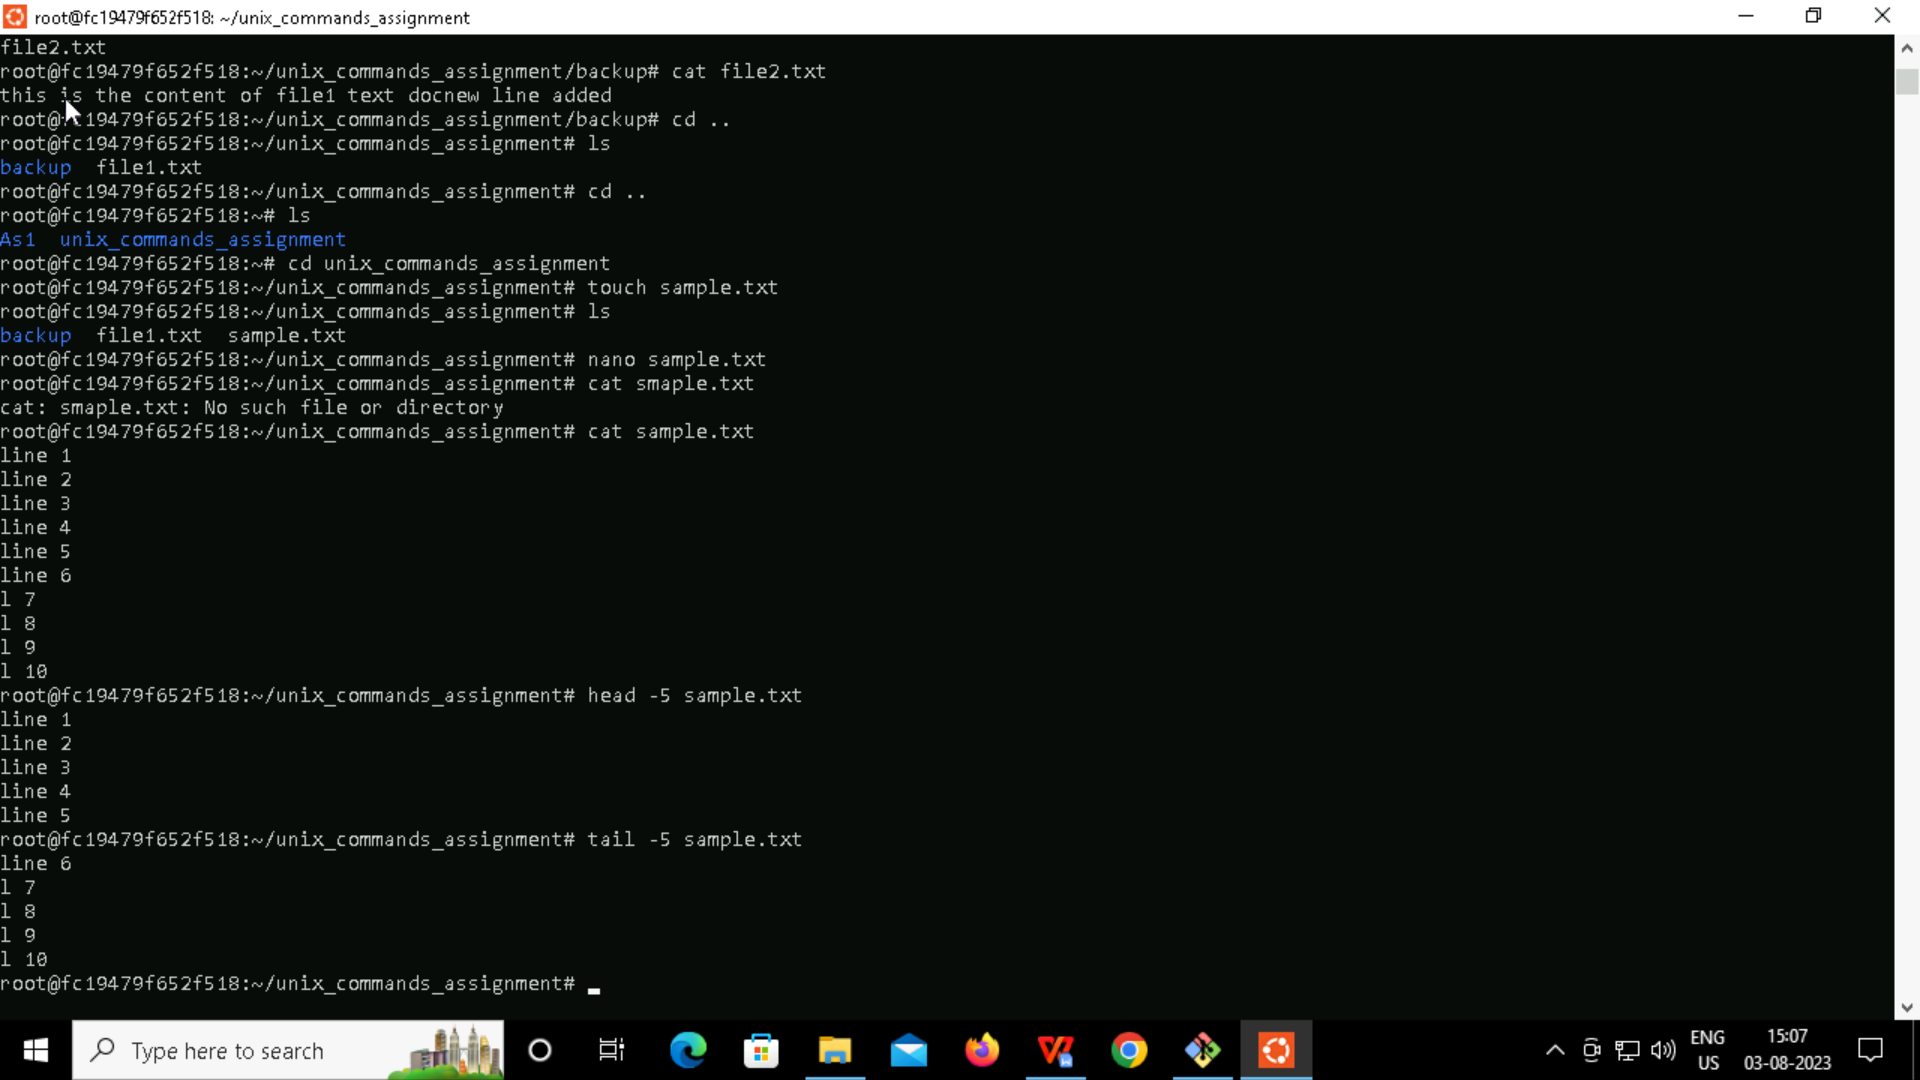 root@fc19479f652f518: ~/unix_commands_assignment
file2.txt
root@fc19479f652f518:~/unix_commands_assignment/backup# cat file2.txt
this is the content of file1 text docnew line added
root@fc19479f652f518:~/unix_commands_assignment/backup# cd ..
root@fc19479f652f518:~/unix_commands_assignment# ls
backup  file1.txt
root@fc19479f652f518:~/unix_commands_assignment# cd ..
root@fc19479f652f518:~# ls
As1  unix_commands_assignment
root@fc19479f652f518:~# cd unix_commands_assignment
root@fc19479f652f518:~/unix_commands_assignment# touch sample.txt
root@fc19479f652f518:~/unix_commands_assignment# ls
backup  file1.txt  sample.txt
root@fc19479f652f518:~/unix_commands_assignment# nano sample.txt
root@fc19479f652f518:~/unix_commands_assignment# cat smaple.txt
cat: smaple.txt: No such file or directory
root@fc19479f652f518:~/unix_commands_assignment# cat sample.txt
line 1
line 2
line 3
line 4
line 5
line 6
l 7
l 8
l 9
l 10
root@fc19479f652f518:~/unix_commands_assignment# head -5 sample.txt
line 1
line 2
line 3
line 4
line 5
root@fc19479f652f518:~/unix_commands_assignment# tail -5 sample.txt
line 6
l 7
l 8
l 9
l 10
root@fc19479f652f518:~/unix_commands_assignment#
Type here to search
ENG
US
15:07
03-08-2023